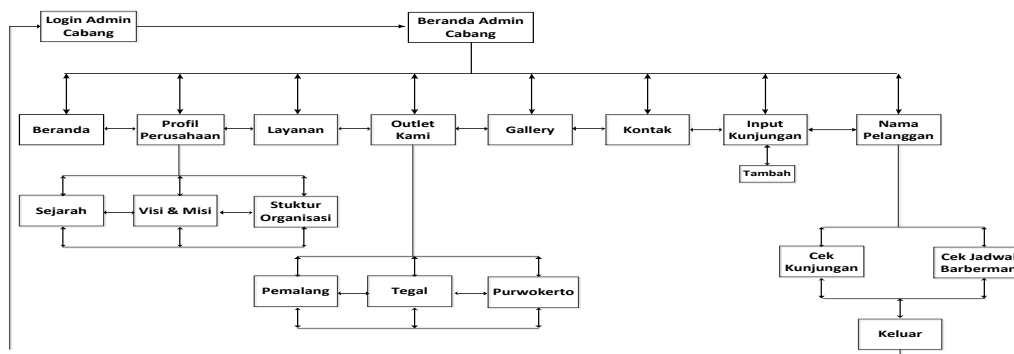 Login Admin
Cabang
Beranda Admin
Cabang
Beranda
Profil
Perusahaan
Layanan
Outlet
Kami
Gallery
Kontak
Input
Kunjungan
Nama
Pelanggan
Tambah
Sejarah
Visi & Misi
Stuktur
Organisasi
Cek
Kunjungan
Cek Jadwal
Barberman
Pemalang
Tegal
Purwokerto
Keluar